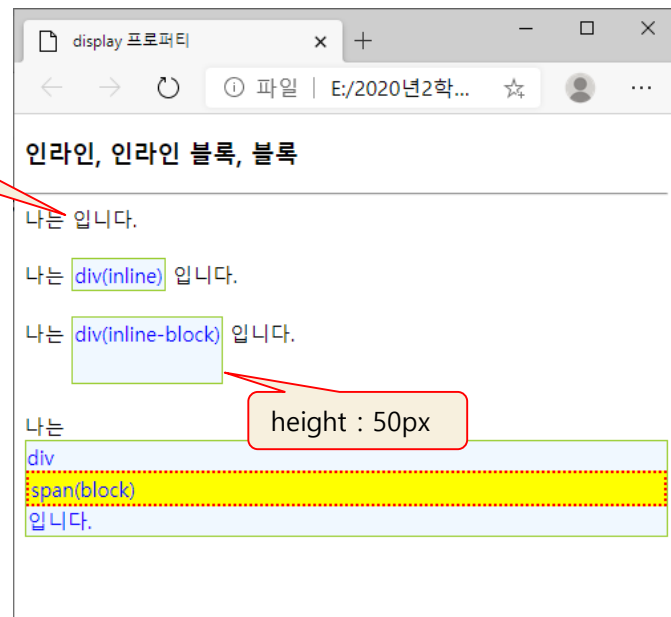 display 프로퍼티
파일 | E:/2020년2학...
인라인, 인라인 블록, 블록
나는 입니다.
나는 div(inline) 입니다.
나는 div(inline-block) 입니다.
height : 50px
나는
div
span(block)
입니다.